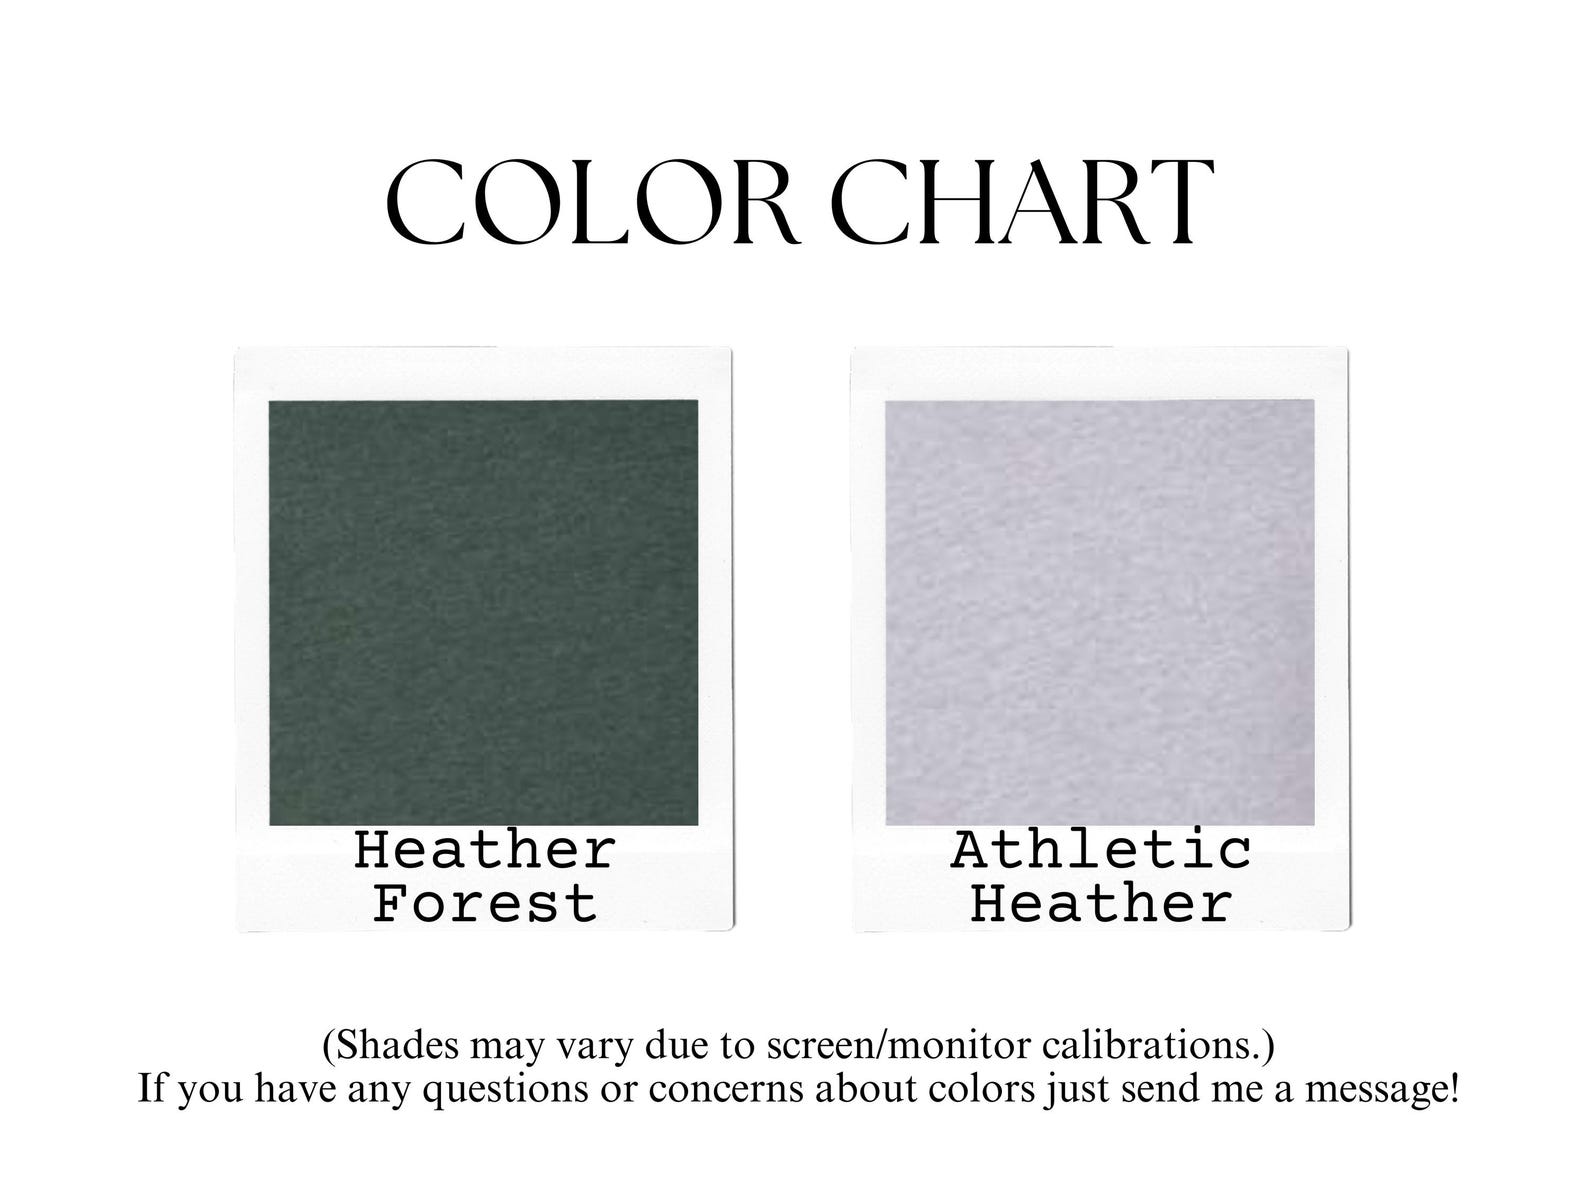 COLOR CHART
Heather
Forest
Athletic
Heather
(Shades may vary due to screen/monitor calibrations.)
If you have any questions or concerns about colors just send me a message!